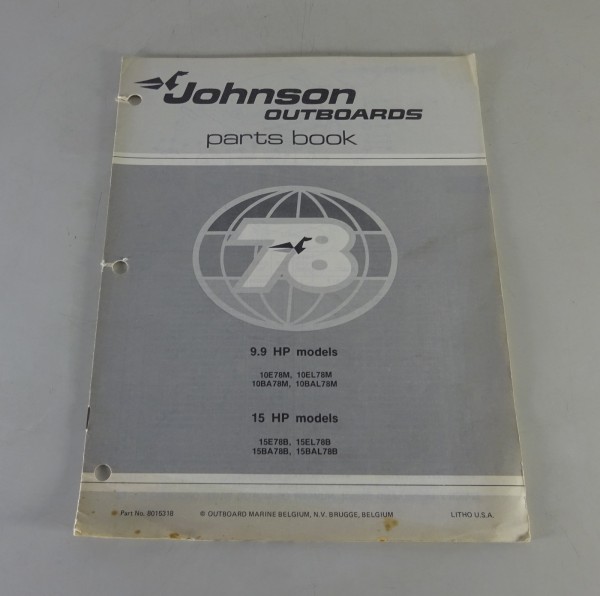 Johnson
OUTBOARDS
parts book
78
9.9 HP models
10E78M, 10EL78M
10BA78M, 10BAL78M
15 HP models
15E78B, 15EL78B
15BA78B, 15BAL78B
Part No. 8015318 © OUTBOARD MARINE BELGIUM, N.V. BRUGGE, BELGIUM LITHO U.S.A.